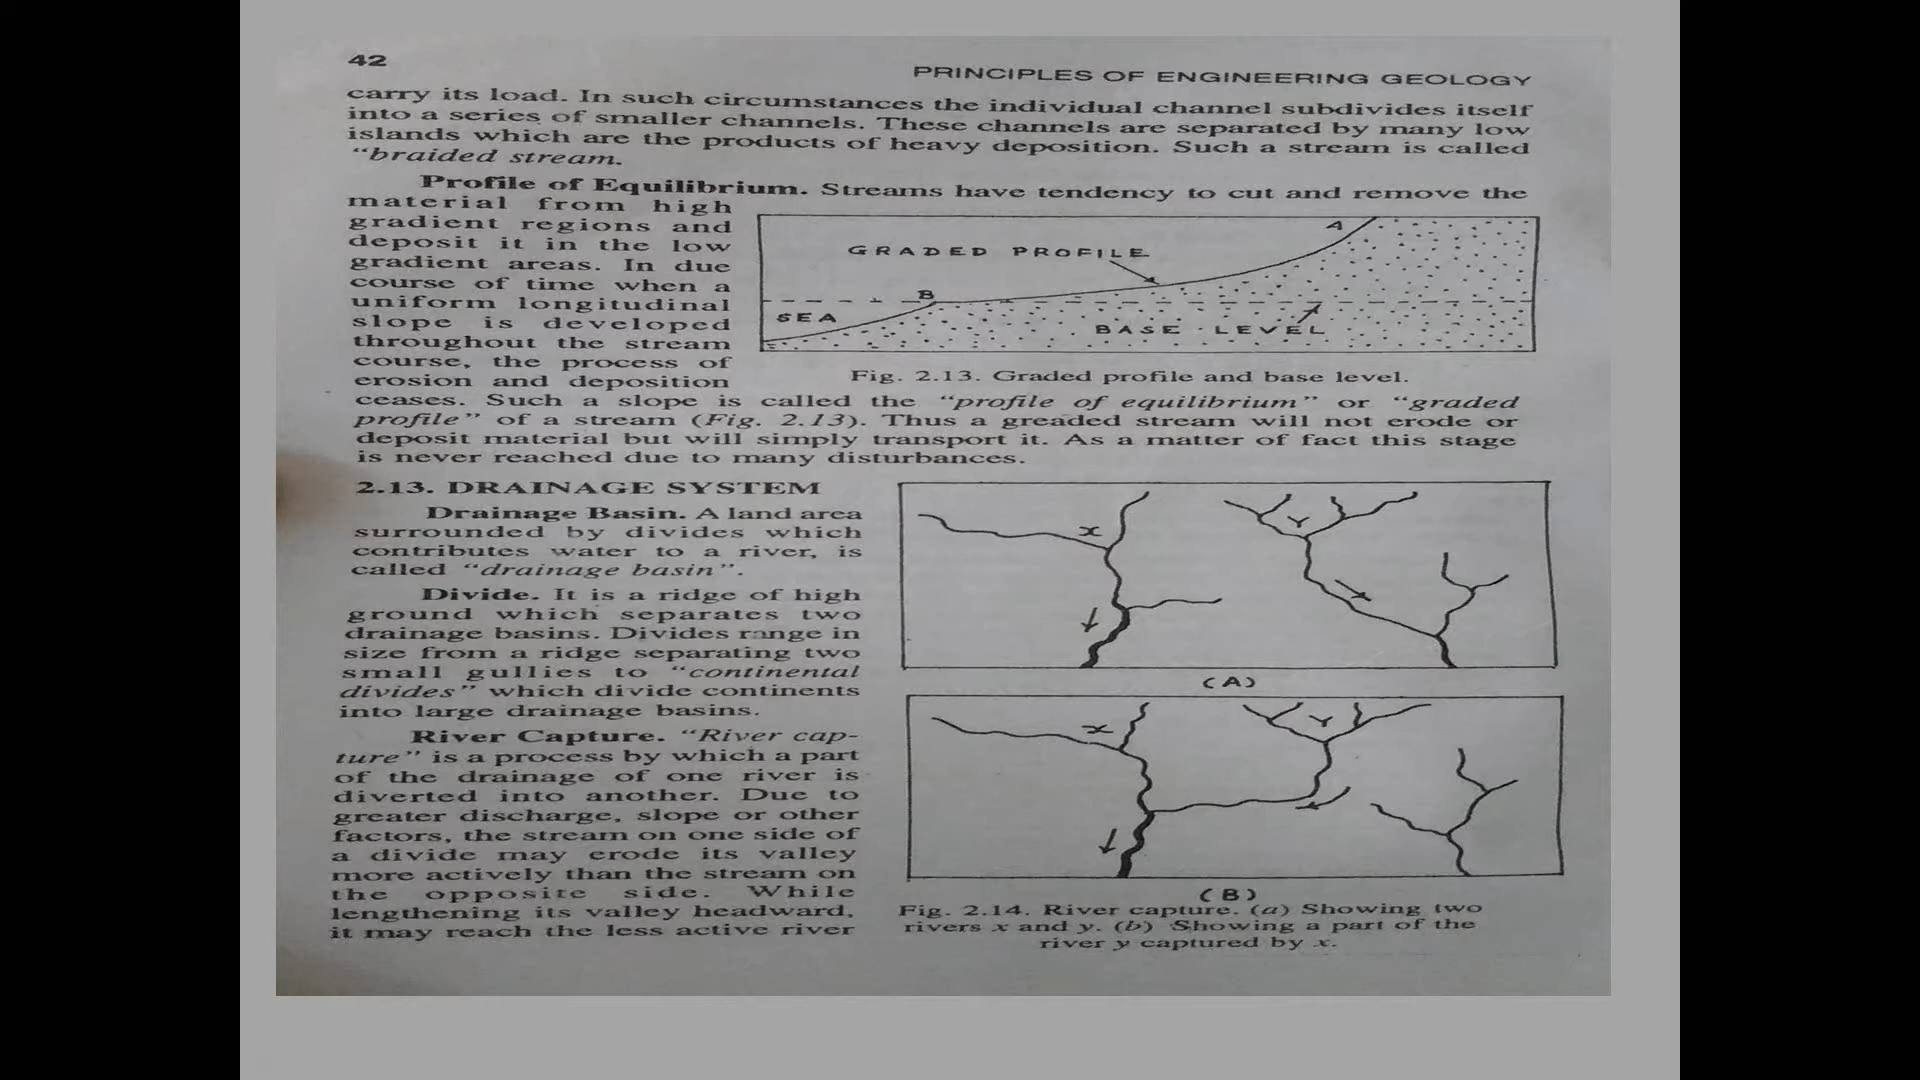 42
PRINCIPLES OF ENGINEERING GEOLOGY
carry its load. In such circumstances the individual channel subdivides itself
into a series of smaller channels. These channels are separated by many low
islands which are the products of heavy deposition. Such a stream is called
"braided stream.
Profile of Equilibrium. Streams have tendency to cut and remove the
material from high
gradient regions and
deposit it in the low
gradient areas. In due
course of time when a
uniform longitudinal
slope is developed
throughout the stream
course, the process of
erosion and deposition
A
GRADED PROFILE
B
SEA
BASE LEVEL
Fig. 2.13. Graded profile and base level.
ceases. Such a slope is called the "profile of equilibrium" or "graded
profile" of a stream (Fig. 2.13). Thus a greaded stream will not erode or
deposit material but will simply transport it. As a matter of fact this stage
is never reached due to many disturbances.
2.13. DRAINAGE SYSTEM
Drainage Basin. A land area
surrounded by divides which
contributes water to a river, is
called "drainage basin".
Divide. It is a ridge of high
ground which separates two
drainage basins. Divides range in
size from a ridge separating two
small gullies to "continental
divides" which divide continents
into large drainage basins.
River Capture. "River cap-
ture" is a process by which a part
of the drainage of one river is
diverted into another. Due to
greater discharge, slope or other
factors, the stream on one side of
a divide may erode its valley
more actively than the stream on
the opposite side. While
lengthening its valley headward,
it may reach the less active river
X
Y
(A)
X
Y
(B)
Fig. 2.14. River capture. (a) Showing two
rivers x and y. (b) Showing a part of the
river y captured by x.